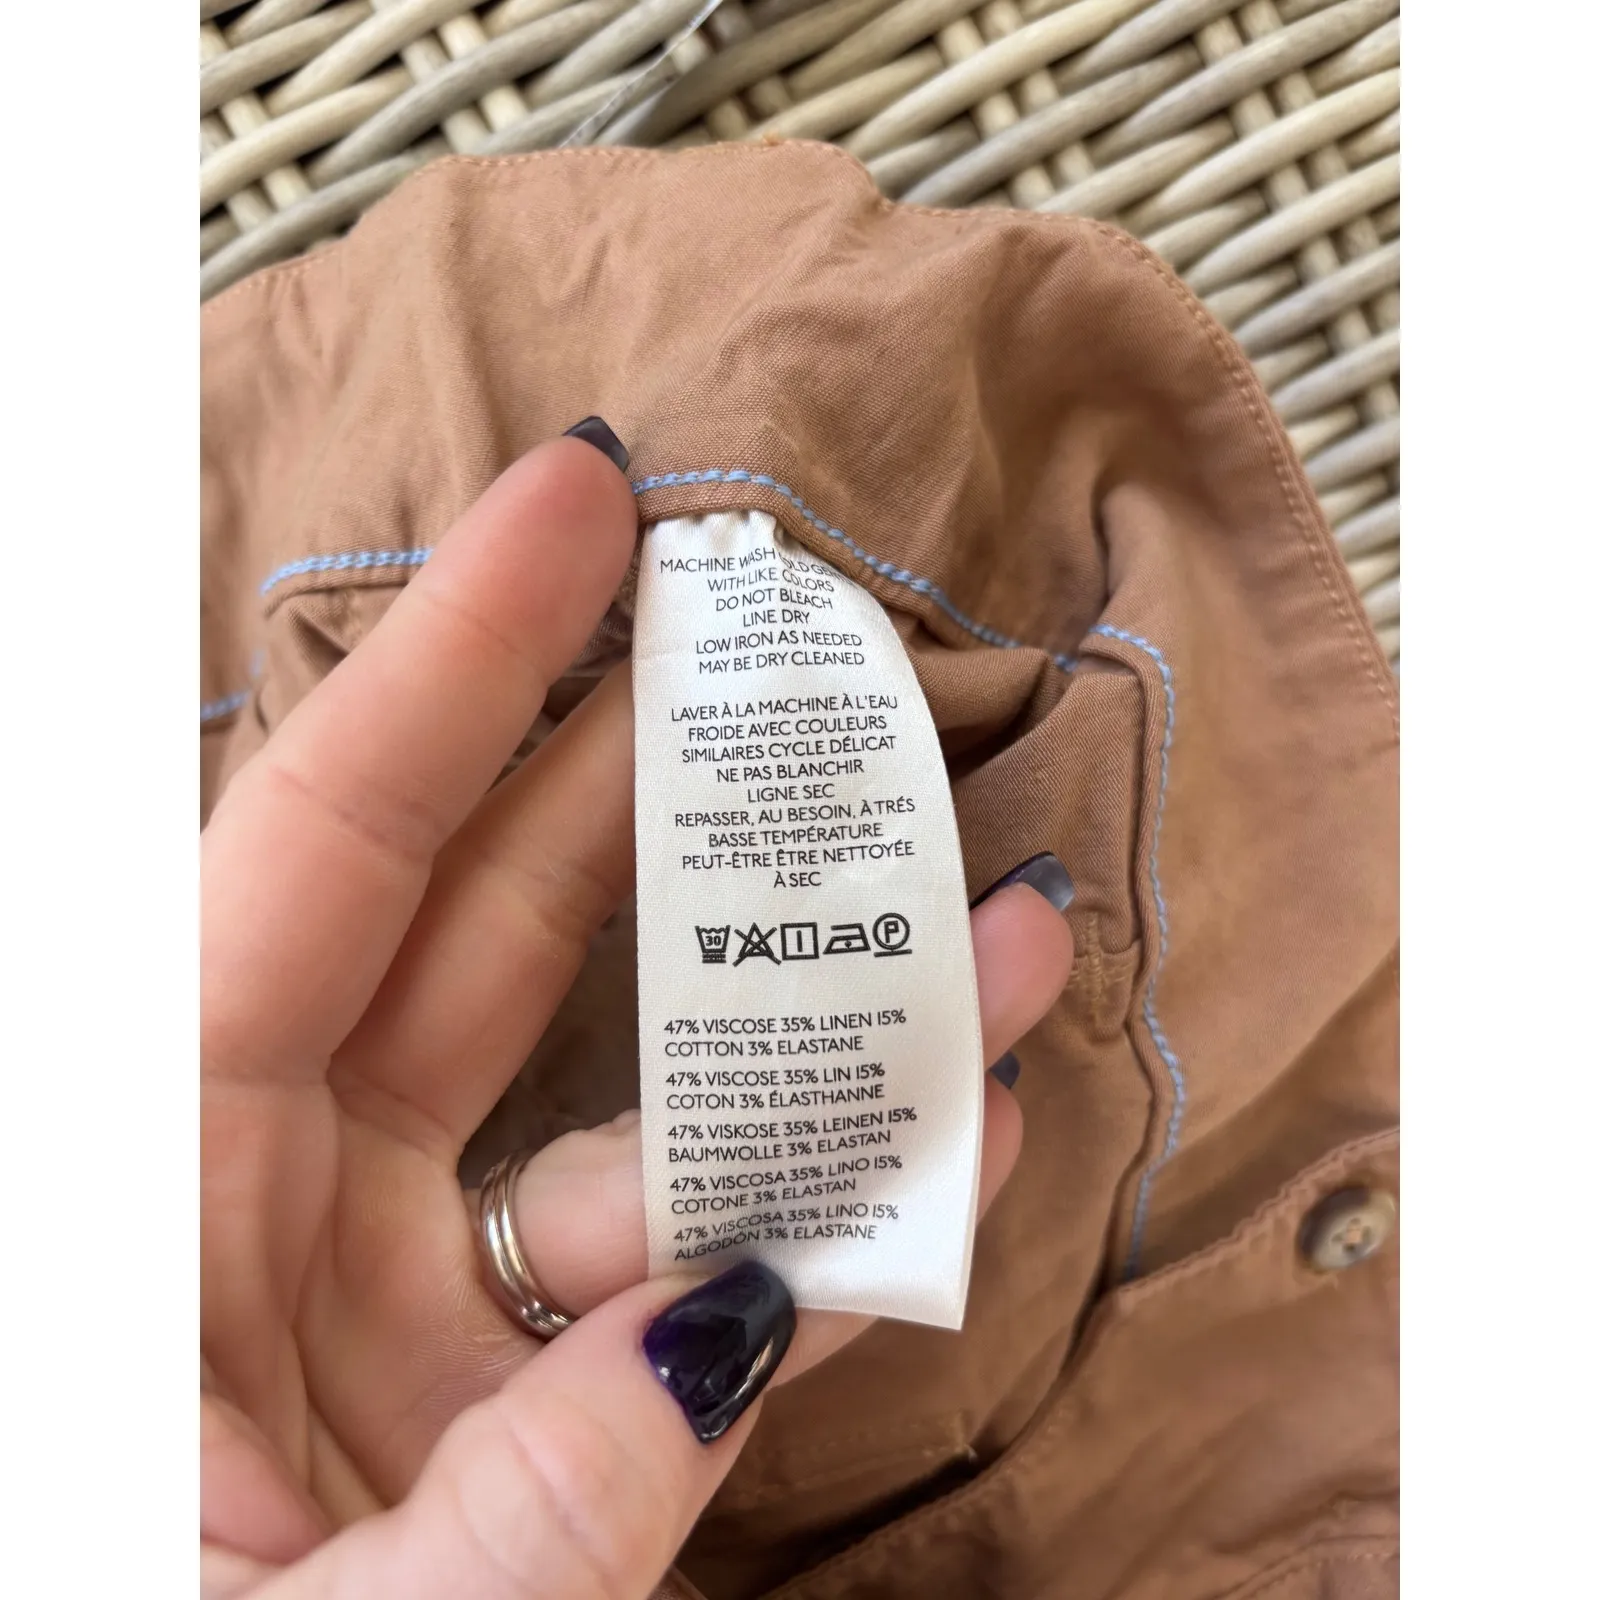 MACHINE WASH COLD GEN
WITH LIKE COLORS
DO NOT BLEACH
LINE DRY
LOW IRON AS NEEDED
MAY BE DRY CLEANED
LAVER À LA MACHINE À L'EAU
FROIDE AVEC COULEURS
SIMILAIRES CYCLE DÉLICAT
NE PAS BLANCHIR
LIGNE SEC
REPASSER, AU BESOIN, À TRÉS
BASSE TEMPÉRATURE
PEUT-ÊTRE ÊTRE NETTOYÉE
À SEC
30 P
47% VISCOSE 35% LINEN 15%
COTTON 3% ELASTANE
47% VISCOSE 35% LIN 15%
COTON 3% ÉLASTHANNE
47% VISKOSE 35% LEINEN 15%
BAUMWOLLE 3% ELASTAN
47% VISCOSA 35% LINO 15%
COTONE 3% ELASTAN
47% VISCOSA 35% LINO 15%
ALGODÓN 3% ELASTANE